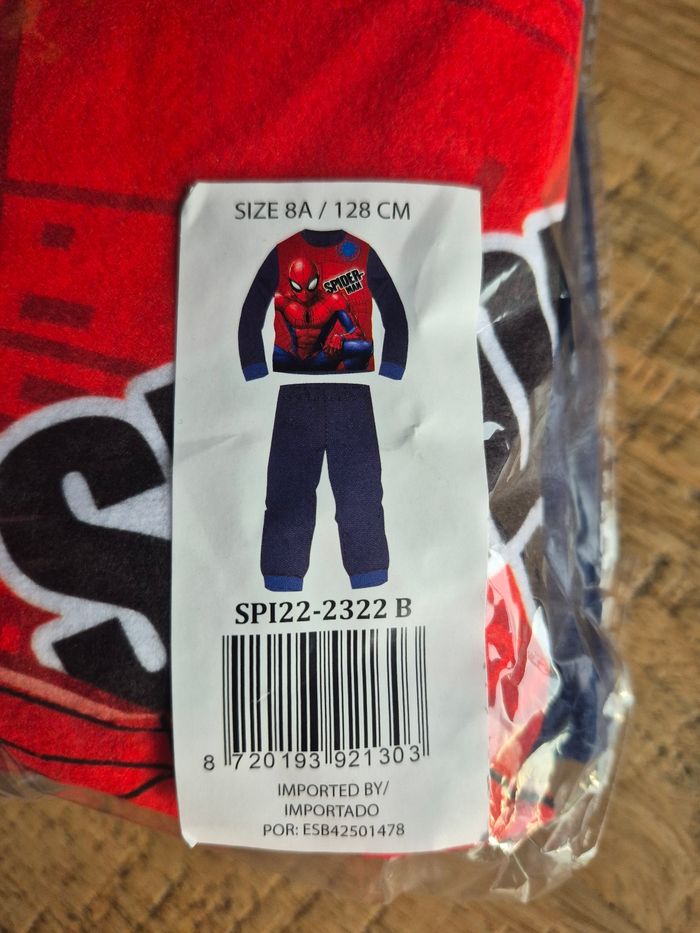 SIZE 8A / 128 CM
SPIDER-
MAN
SPI22-2322 B
8 720193 921303
IMPORTED BY/
IMPORTADO
POR: ESB42501478